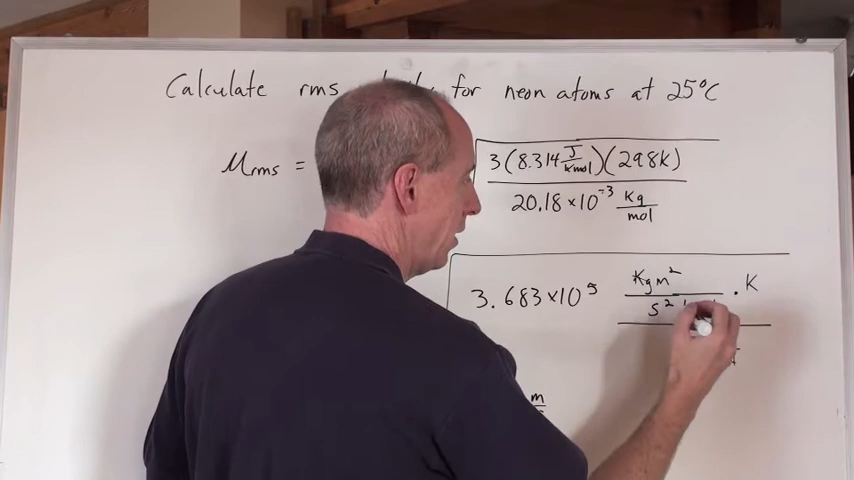 Calculate rms for neon atoms at 25°C
3(8.314 J/Kmol)(298K)
μrms =
20.18×10⁻³ Kg/mol
3.683×10⁵ Kgm²/s² · K
m